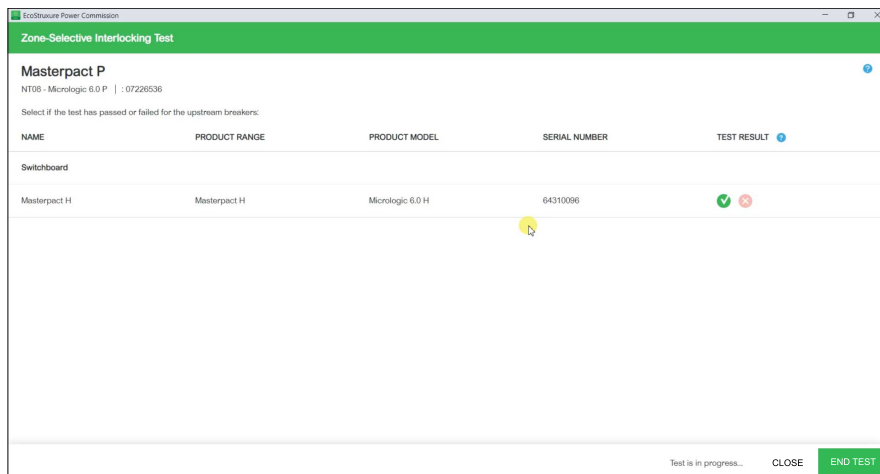 EcoStruxure Power Commission
Zone-Selective Interlocking Test
Masterpact P
NT08 - Micrologic 6.0 P | : 07226536
Select if the test has passed or failed for the upstream breakers:
NAME PRODUCT RANGE PRODUCT MODEL SERIAL NUMBER TEST RESULT ?
Switchboard
Masterpact H Masterpact H Micrologic 6.0 H 64310096
Test is in progress... CLOSE END TEST